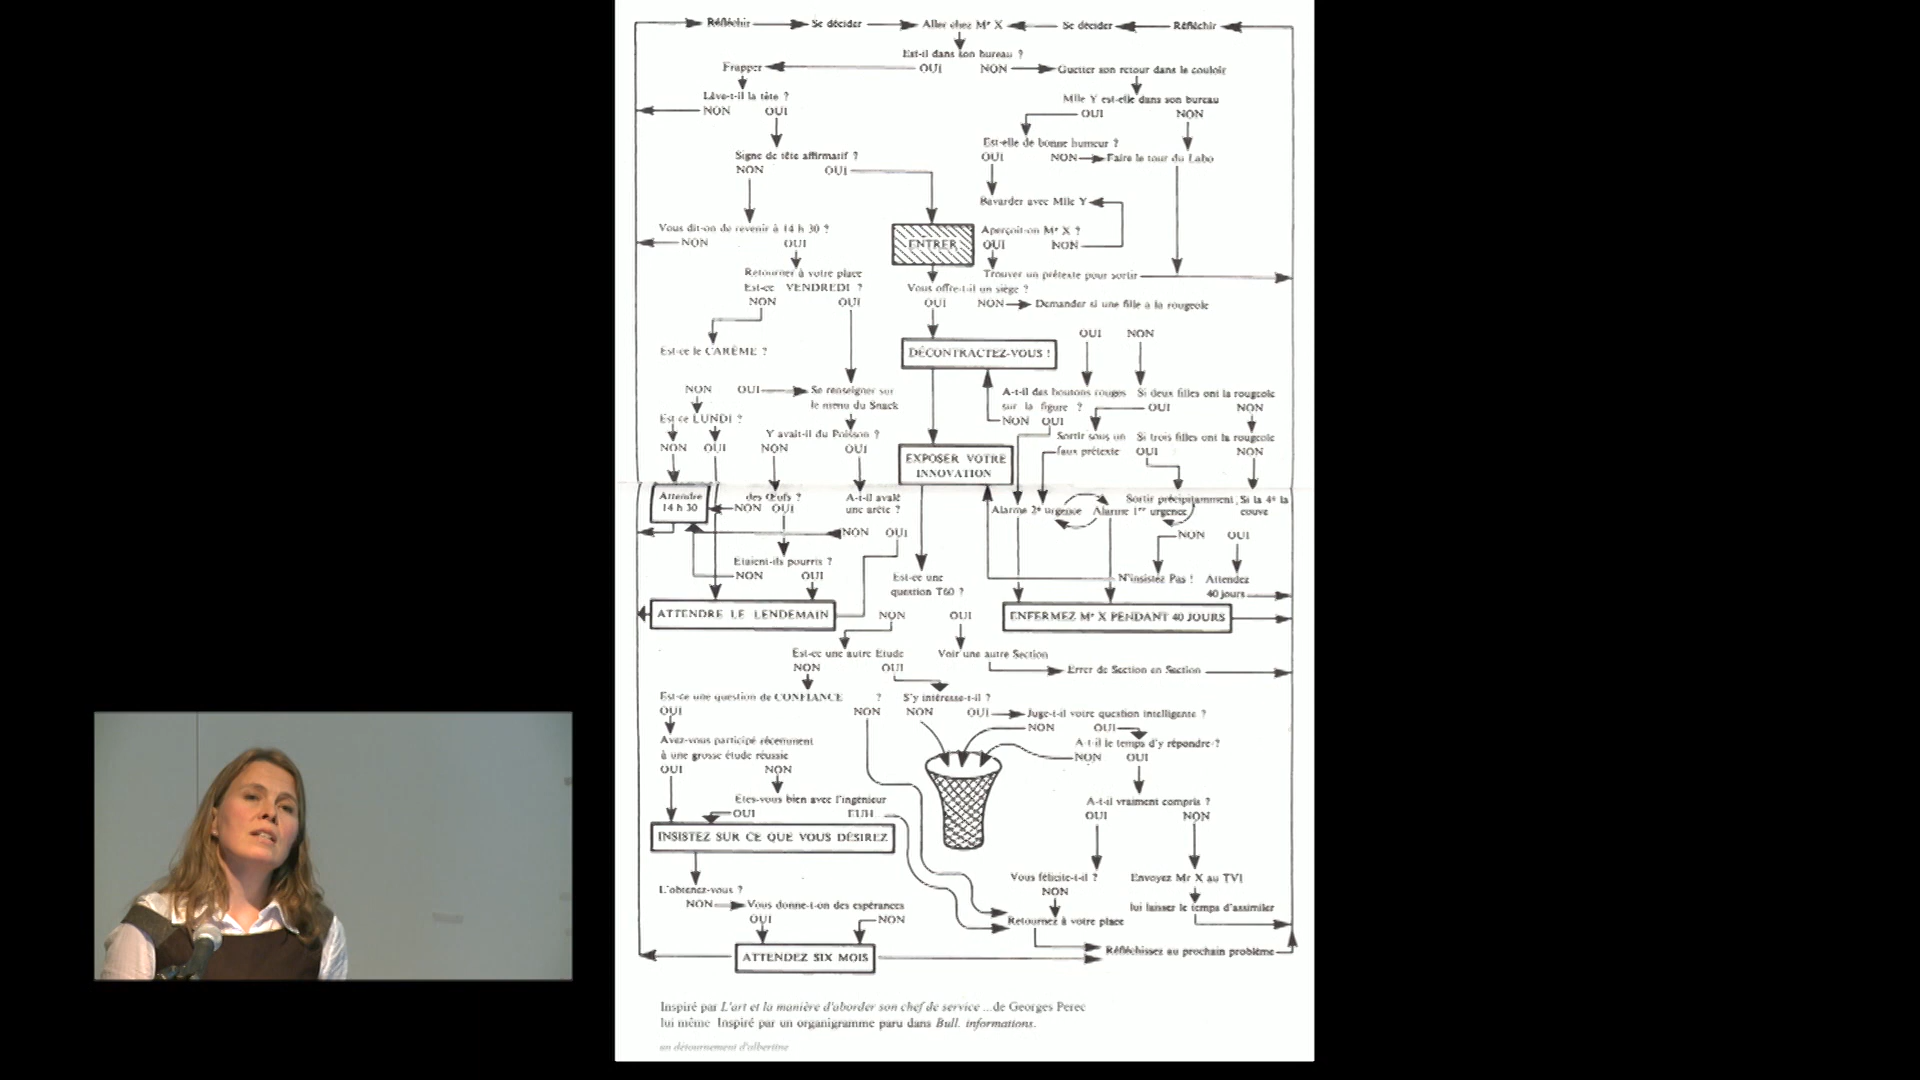 Réfléchir Se décider Aller chez Mr X Se décider Réfléchir
Est-il dans son bureau ?
OUI NON
Frapper
Guetter son retour dans le couloir
Lève-t-il la tête ?
NON OUI
Mlle Y est-elle dans son bureau
OUI NON
Est-elle de bonne humeur ?
OUI NON Faire le tour du Labo
Signe de tête affirmatif ?
NON OUI
Bavarder avec Mlle Y
Vous dit-on de revenir à 14 h 30 ?
NON OUI
ENTRER
Aperçoit-on Mr X ?
OUI NON
Retourner à votre place
Est-ce VENDREDI ?
NON OUI
Trouver un prétexte pour sortir
Vous offre-t-il un siège ?
OUI NON Demander si une fille a la rougeole
OUI NON
Est-ce le CARÊME ?
DÉCONTRACTEZ-VOUS !
NON OUI Se renseigner sur
le menu du Snack
A-t-il des boutons rouges
sur la figure ?
NON OUI
Si deux filles ont la rougeole
OUI NON
Est ce LUNDI ?
NON OUI
Y avait-il du Poisson ?
NON OUI
Sortir sous un
faux prétexte
Si trois filles ont la rougeole
OUI NON
EXPOSER VOTRE
INNOVATION
Attendre
14 h 30
des Œufs ?
NON OUI
A-t-il avalé
une arête ?
NON OUI
Alarme 2e urgence
Alarme 1re urgence
Sortir précipitamment
Si la 4e la
couve
NON OUI
Etaient-ils pourris ?
NON OUI
Est-ce une
question T60 ?
NON OUI
N'insistez Pas !
Attendez
40 jours
ATTENDRE LE LENDEMAIN
ENFERMEZ Mr X PENDANT 40 JOURS
Est-ce une autre Etude
NON OUI
Voir une autre Section
Errer de Section en Section
Est-ce une question de CONFIANCE ?
OUI NON
S'y intéresse-t-il ?
NON OUI
Juge-t-il votre question intelligente ?
NON OUI
Avez-vous participé récemment
à une grosse étude réussie
OUI NON
A-t-il le temps d'y répondre ?
NON OUI
Etes-vous bien avec l'ingénieur
OUI EUH...
A-t-il vraiment compris ?
OUI NON
INSISTEZ SUR CE QUE VOUS DÉSIREZ
L'obtenez-vous ?
NON Vous donne-t-on des espérances
OUI NON
Vous félicite-t-il ?
NON
Envoyez Mr X au TVI
lui laisser le temps d'assimiler
Retournez à votre place
ATTENDEZ SIX MOIS
Réfléchissez au prochain problème
Inspiré par L'art et la manière d'aborder son chef de service ...de Georges Perec
lui même Inspiré par un organigramme paru dans Bull. informations.
un détournement d'albertine